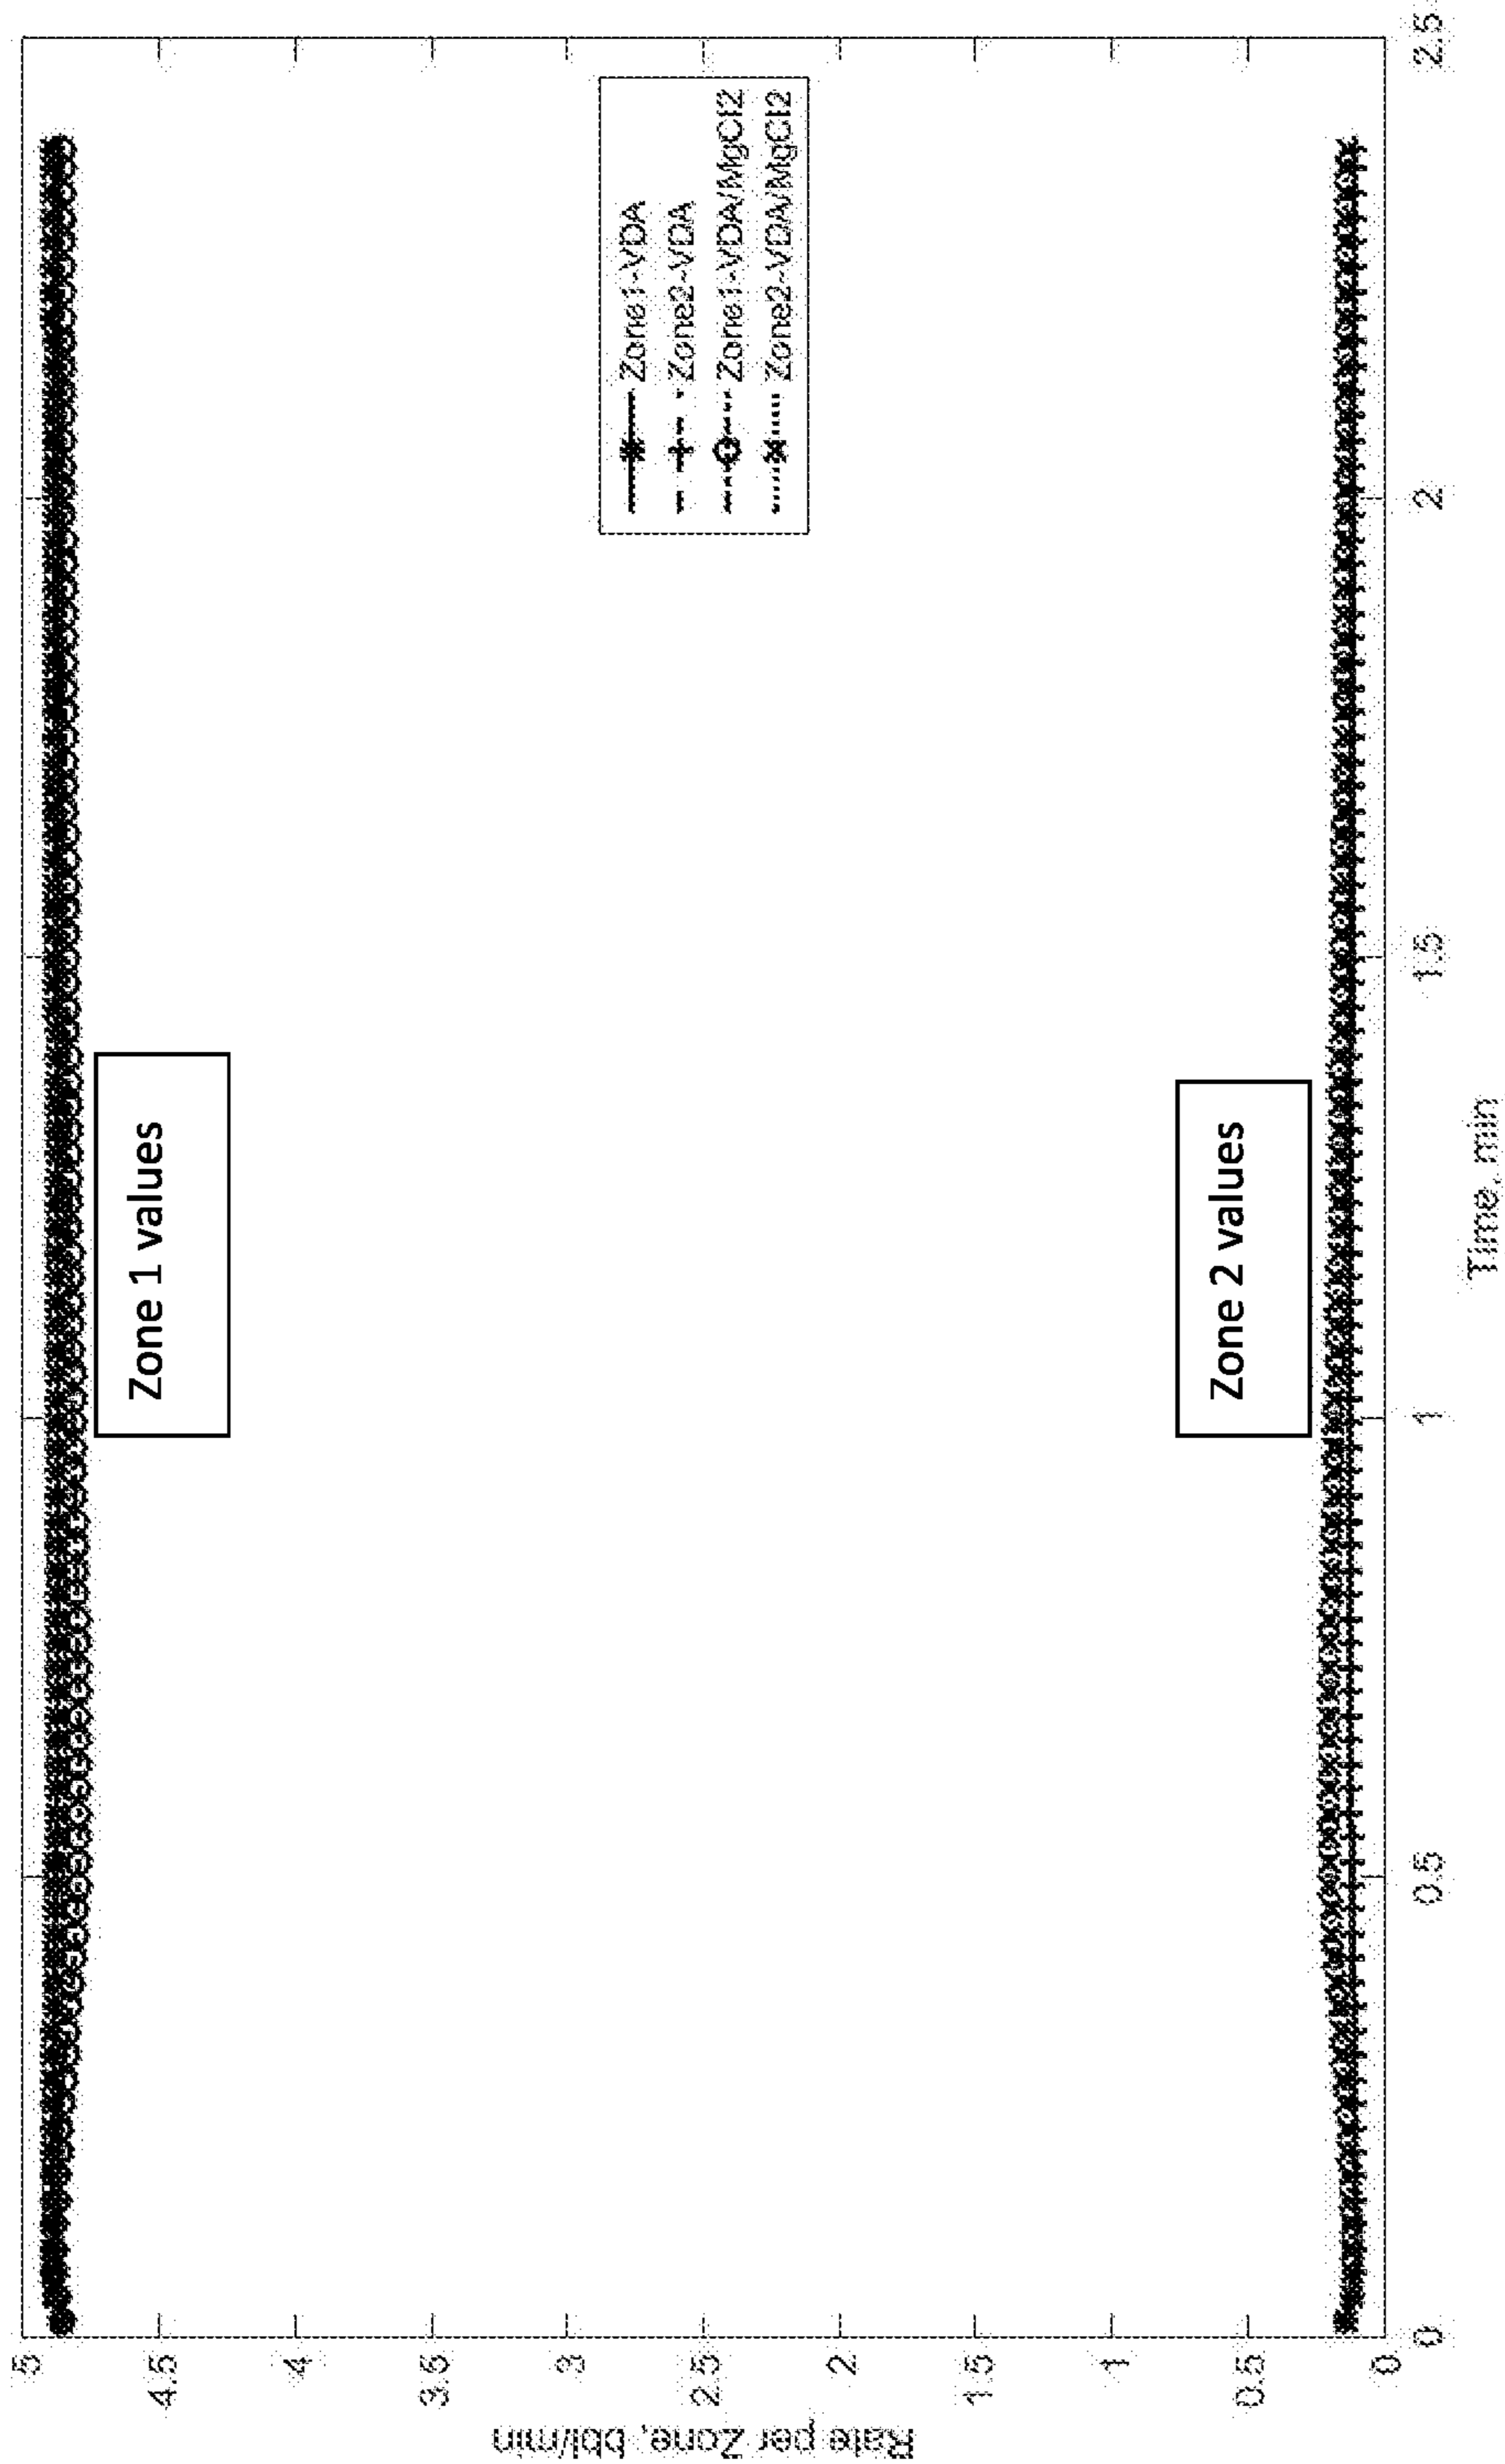 Rate per Zone, bbl/min
5
4.5
4
3.5
3
2.5
2
1.5
1
0.5
0
Zone 1 values
Zone1-VDA
Zone2-VDA
Zone1-VDA/MgCl2
Zone2-VDA/MgCl2
Zone 2 values
0
0.5
1
1.5
2
2.5
Time, min